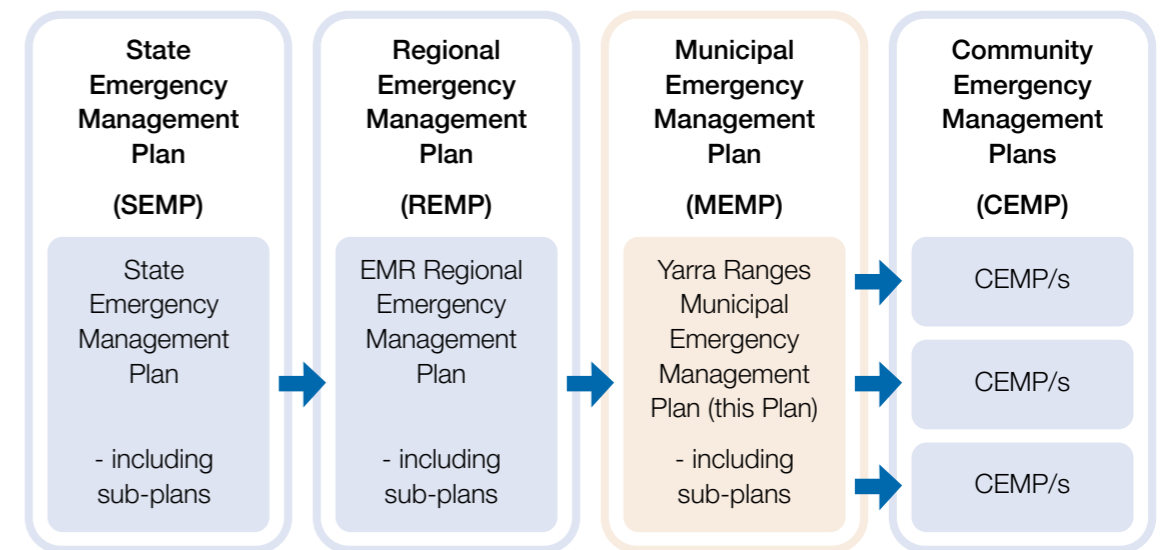 State
Emergency
Management
Plan
(SEMP)
State
Emergency
Management
Plan
- including
sub-plans
Regional
Emergency
Management
Plan
(REMP)
EMR Regional
Emergency
Management
Plan
- including
sub-plans
Municipal
Emergency
Management
Plan
(MEMP)
Yarra Ranges
Municipal
Emergency
Management
Plan (this Plan)
- including
sub-plans
Community
Emergency
Management
Plans
(CEMP)
CEMP/s
CEMP/s
CEMP/s